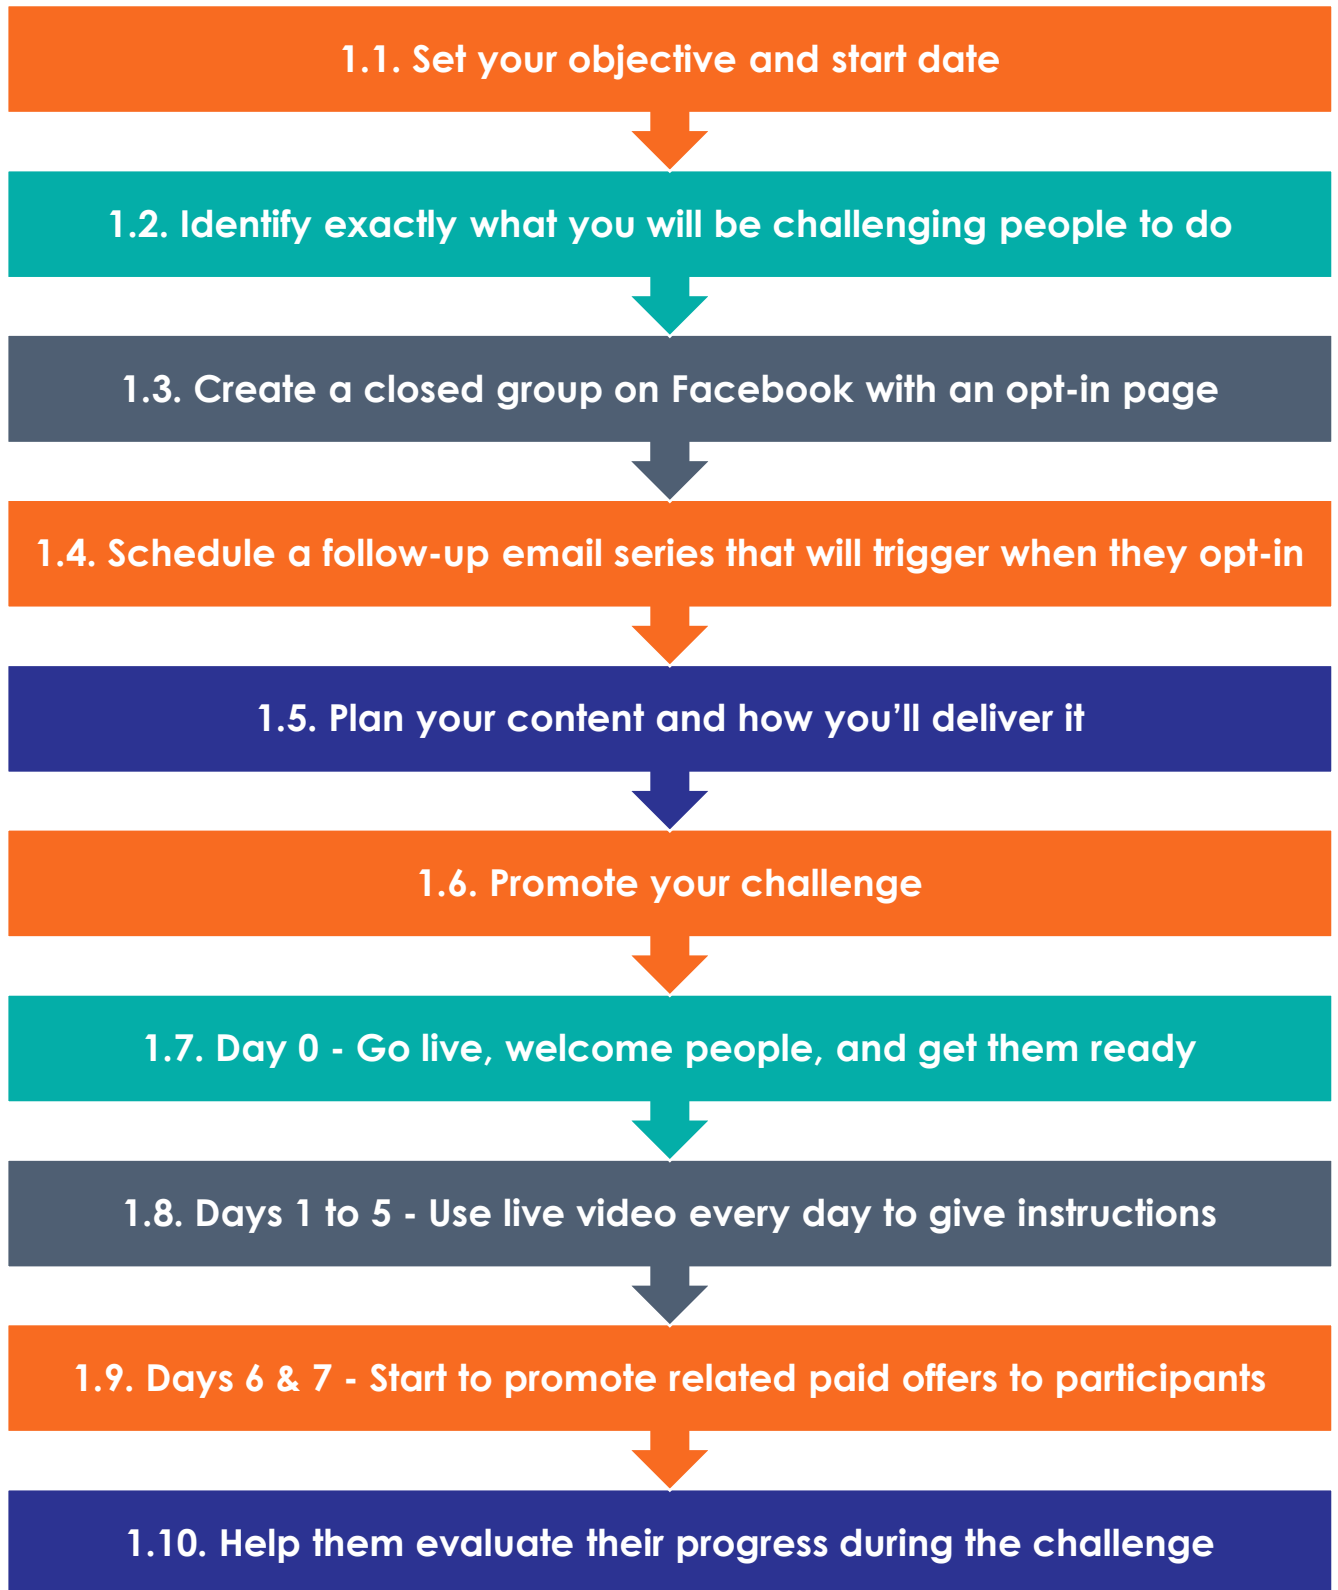 1.1. Set your objective and start date
1.2. Identify exactly what you will be challenging people to do
1.3. Create a closed group on Facebook with an opt-in page
1.4. Schedule a follow-up email series that will trigger when they opt-in
1.5. Plan your content and how you’ll deliver it
1.6. Promote your challenge
1.7. Day 0 - Go live, welcome people, and get them ready
1.8. Days 1 to 5 - Use live video every day to give instructions
1.9. Days 6 & 7 - Start to promote related paid offers to participants
1.10. Help them evaluate their progress during the challenge